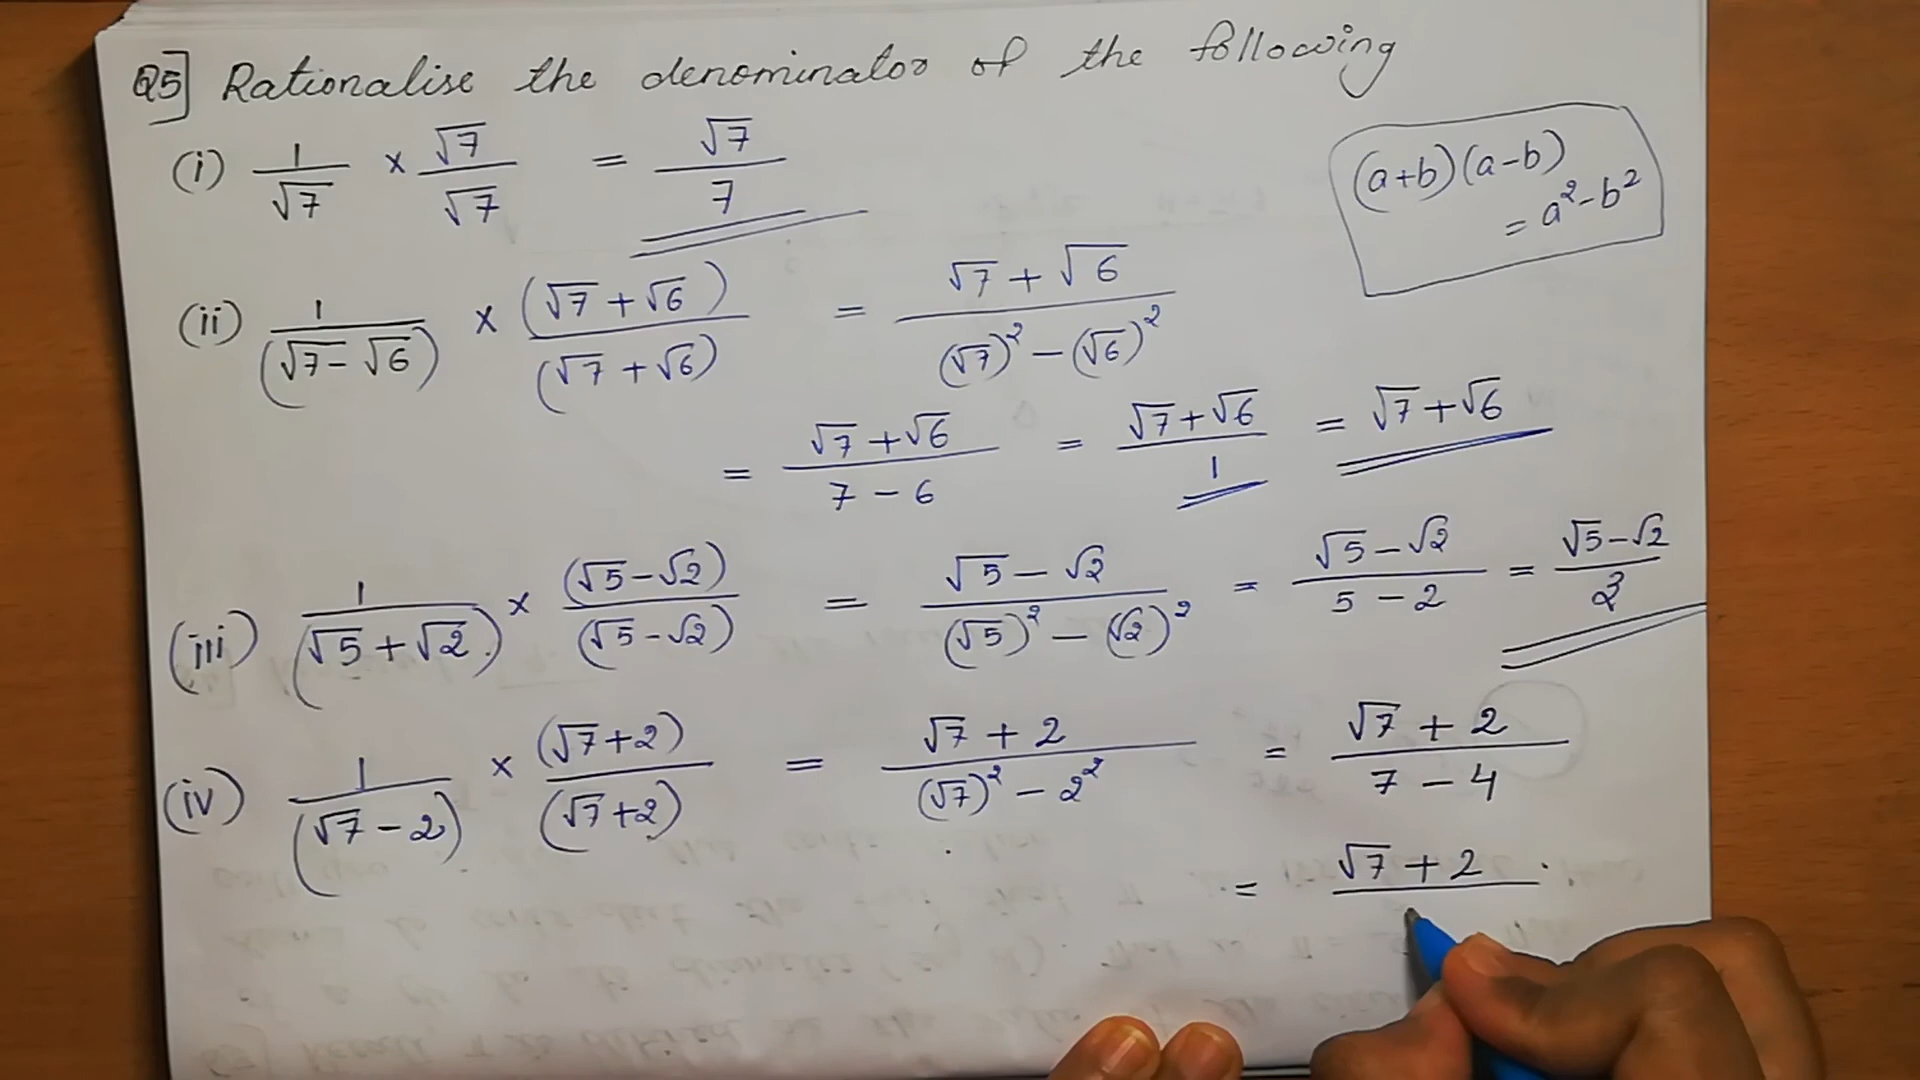 Q5] Rationalise the denominator of the following
(i) 1/√7 × √7/√7 = √7/7
(a+b)(a-b)
= a²-b²
(ii) 1/(√7-√6) × (√7+√6)/(√7+√6) = √7+√6/(√7)²-(√6)²
= √7+√6/7-6 = √7+√6/1 = √7+√6
(iii) 1/(√5+√2) × (√5-√2)/(√5-√2) = √5-√2/(√5)²-(√2)² = √5-√2/5-2 = √5-√2/3
(iv) 1/(√7-2) × (√7+2)/(√7+2) = √7+2/(√7)²-2² = √7+2/7-4
= √7+2/